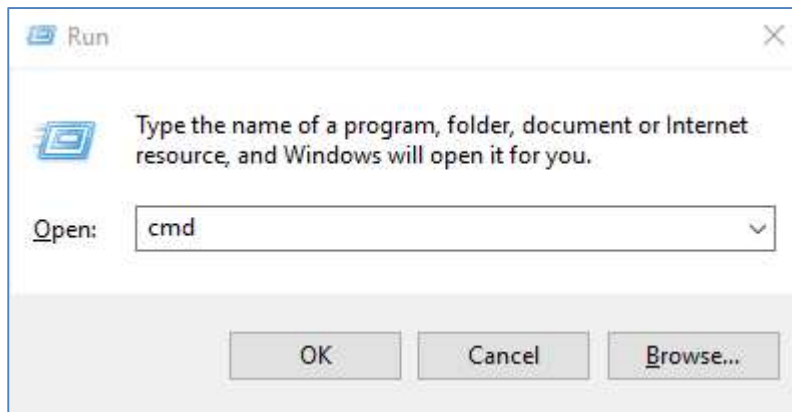 Run
Type the name of a program, folder, document or Internet
resource, and Windows will open it for you.
Open: cmd
OK Cancel Browse...